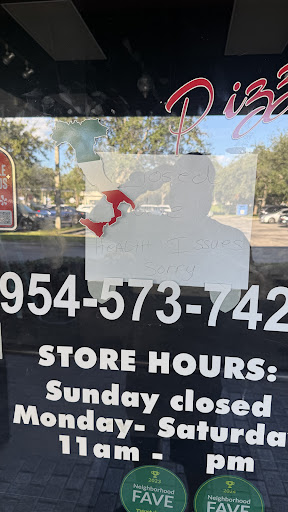 Pizz
Closed
Health Issues
Sorry
954-573-742
STORE HOURS:
Sunday closed
Monday- Saturda
11am - pm
2023
Neighborhood
FAVE
Neighborhood
FAVE